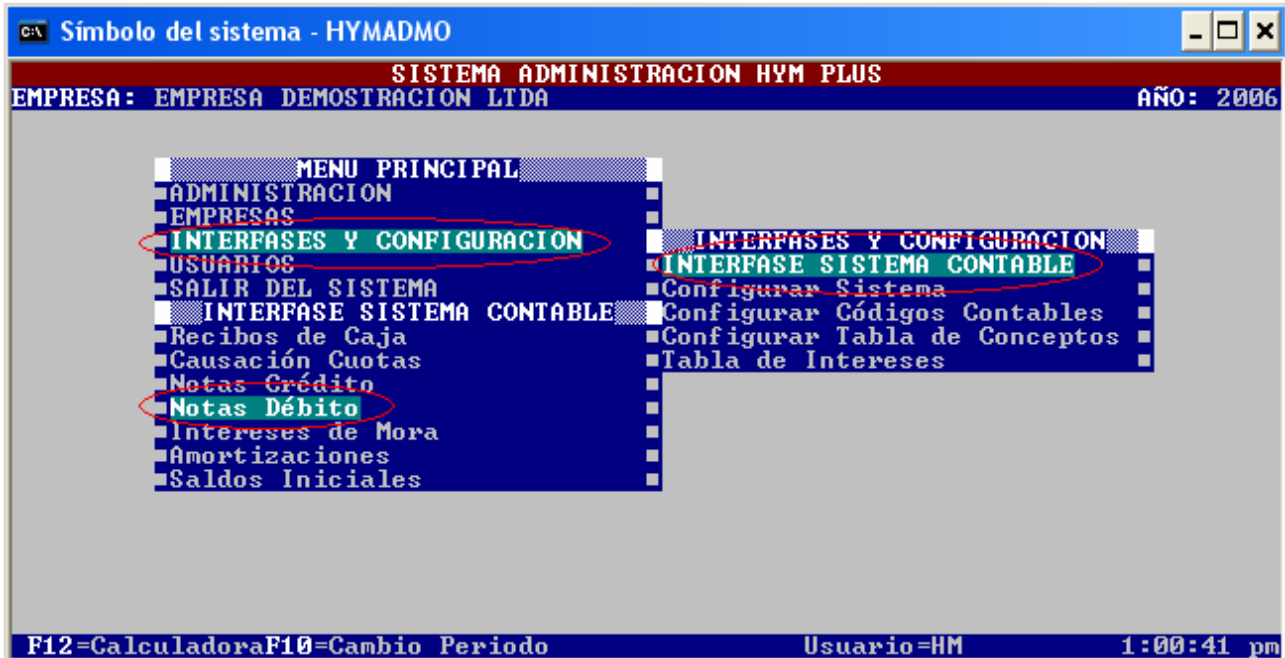 Símbolo del sistema - HYMADMO
SISTEMA ADMINISTRACION HYM PLUS
EMPRESA: EMPRESA DEMOSTRACION LTDA AÑO: 2006
MENU PRINCIPAL
ADMINISTRACION
EMPRESAS
INTERFASES Y CONFIGURACION
USUARIOS
SALIR DEL SISTEMA
INTERFASES Y CONFIGURACION
INTERFASE SISTEMA CONTABLE
Configurar Sistema
Configurar Códigos Contables
Configurar Tabla de Conceptos
Tabla de Intereses
INTERFASE SISTEMA CONTABLE
Recibos de Caja
Causación Cuotas
Notas Crédito
Notas Débito
Intereses de Mora
Amortizaciones
Saldos Iniciales
F12=CalculadoraF10=Cambio Periodo Usuario=HM 1:00:41 pm